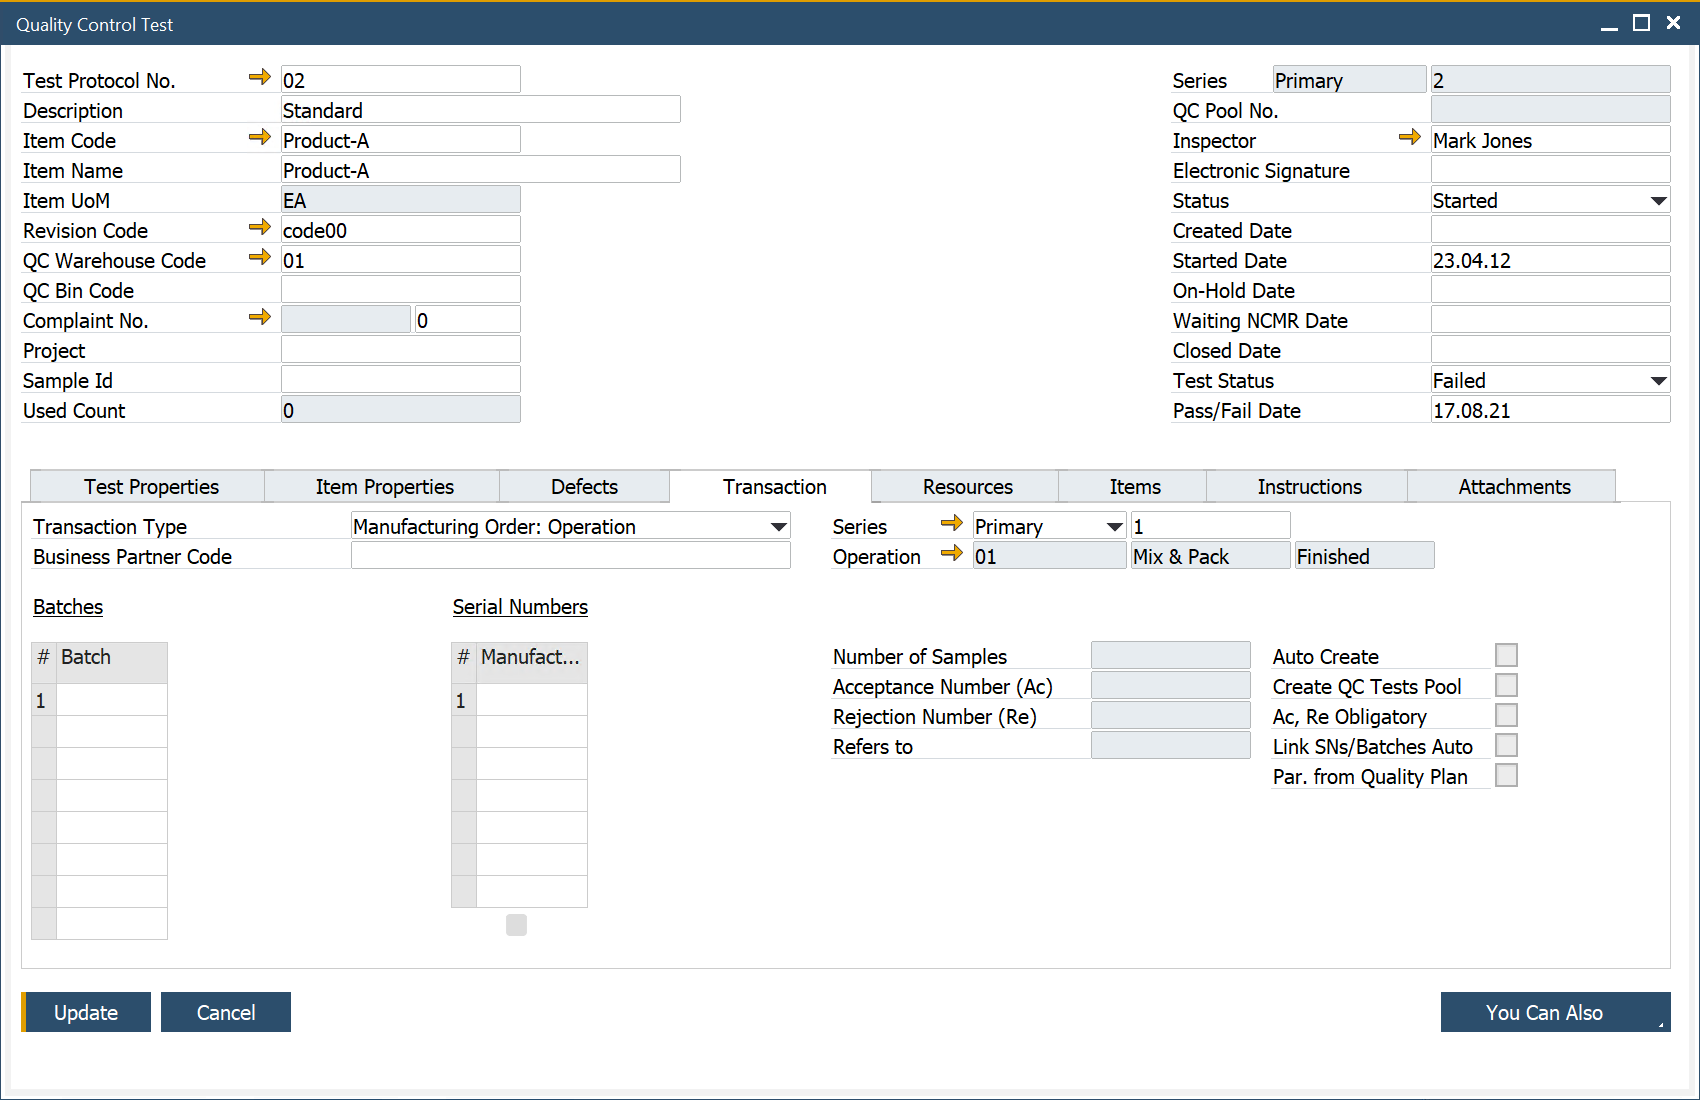 Quality Control Test
Test Protocol No. 02
Description Standard
Item Code Product-A
Item Name Product-A
Item UoM EA
Revision Code code00
QC Warehouse Code 01
QC Bin Code
Complaint No. 0
Project
Sample Id
Used Count 0
Series Primary 2
QC Pool No.
Inspector Mark Jones
Electronic Signature
Status Started
Created Date
Started Date 23.04.12
On-Hold Date
Waiting NCMR Date
Closed Date
Test Status Failed
Pass/Fail Date 17.08.21
Test Properties Item Properties Defects Transaction Resources Items Instructions Attachments
Transaction Type Manufacturing Order: Operation
Business Partner Code
Series Primary 1
Operation 01 Mix & Pack Finished
Batches
# Batch
1
Serial Numbers
# Manufact...
1
Number of Samples
Acceptance Number (Ac)
Rejection Number (Re)
Refers to
Auto Create
Create QC Tests Pool
Ac, Re Obligatory
Link SNs/Batches Auto
Par. from Quality Plan
Update Cancel You Can Also